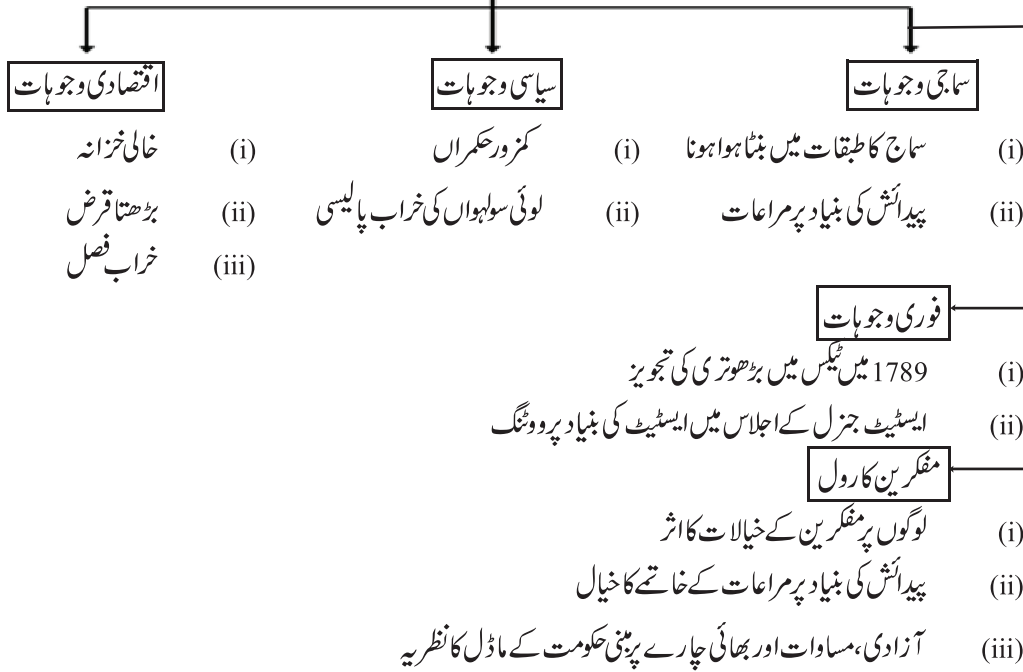 سماجی وجوہات سیاسی وجوہات اقتصادی وجوہات
(i) سماج کا طبقات میں بنٹا ہوا ہونا (i) کمزور حکمراں (i) خالی خزانہ
(ii) پیدائش کی بنیاد پر مراعات (ii) لوئی سولہواں کی خراب پالیسی (ii) بڑھتا قرض
(iii) خراب فصل
فوری وجوہات
(i) 1789 میں ٹیکس میں بڑھوتری کی تجویز
(ii) ایسٹیٹ جنرل کے اجلاس میں ایسٹیٹ کی بنیاد پر ووٹنگ
مفکرین کا رول
(i) لوگوں پر مفکرین کے خیالات کا اثر
(ii) پیدائش کی بنیاد پر مراعات کے خاتمے کا خیال
(iii) آزادی، مساوات اور بھائی چارے پر مبنی حکومت کے ماڈل کا نظریہ